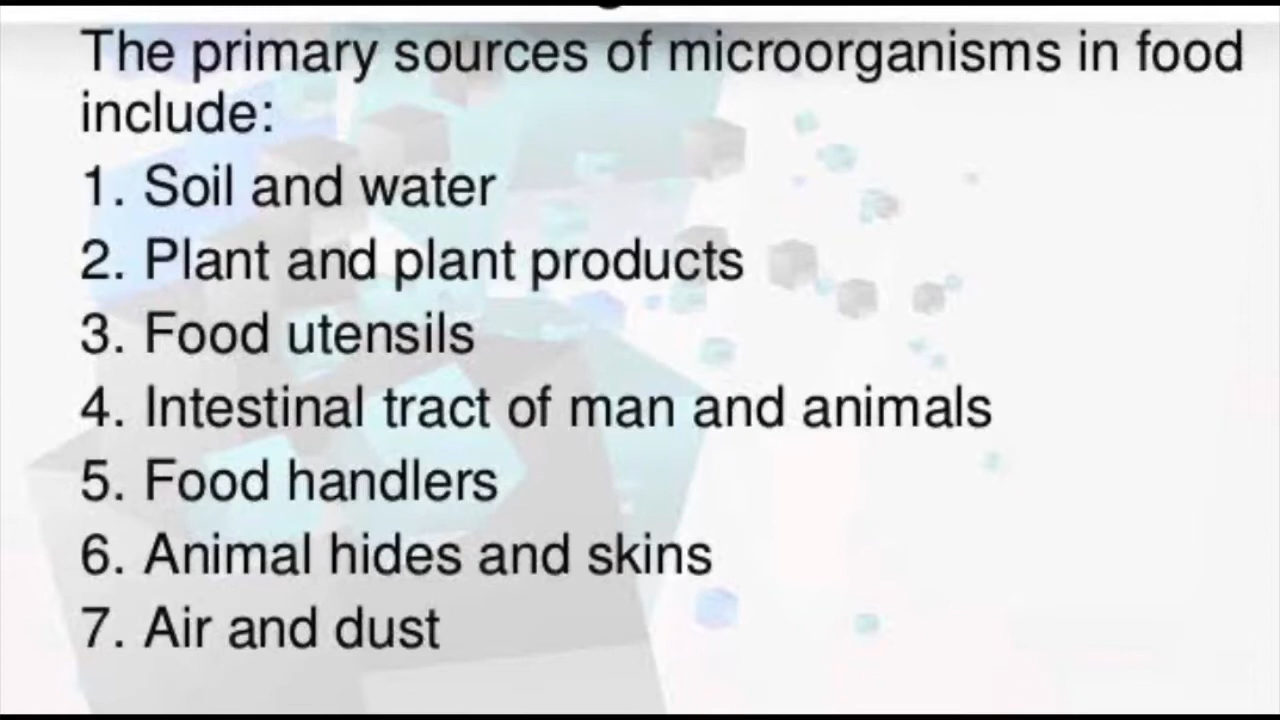 The primary sources of microorganisms in food
include:
1. Soil and water
2. Plant and plant products
3. Food utensils
4. Intestinal tract of man and animals
5. Food handlers
6. Animal hides and skins
7. Air and dust